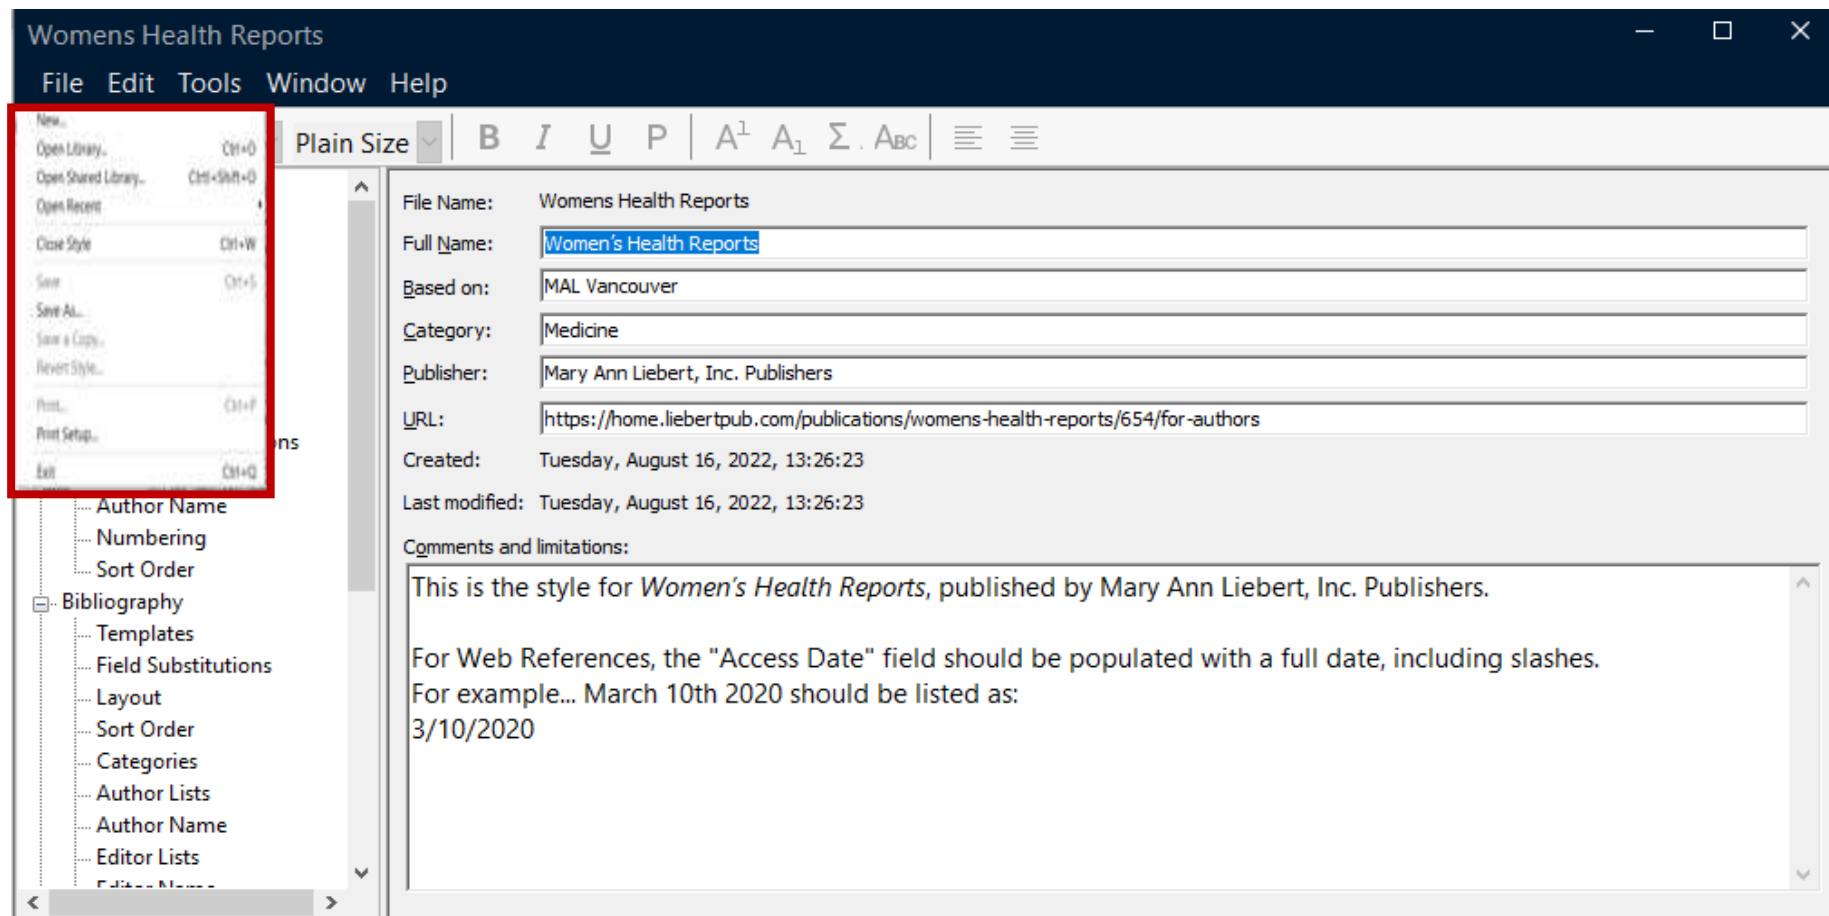 Womens Health Reports
File Edit Tools Window Help
New...
Open Library... Ctrl+O
Open Shared Library... Ctrl+Shift+O
Open Recent
Close Style Ctrl+W
Save Ctrl+S
Save As...
Save a Copy...
Revert Style...
Print... Ctrl+P
Print Setup...
Exit Ctrl+Q
Plain Size B I U P A1 A1 Σ ABC
ns
Author Name
Numbering
Sort Order
Bibliography
Templates
Field Substitutions
Layout
Sort Order
Categories
Author Lists
Author Name
Editor Lists
Editor Name
File Name: Womens Health Reports
Full Name: Women’s Health Reports
Based on: MAL Vancouver
Category: Medicine
Publisher: Mary Ann Liebert, Inc. Publishers
URL: https://home.liebertpub.com/publications/womens-health-reports/654/for-authors
Created: Tuesday, August 16, 2022, 13:26:23
Last modified: Tuesday, August 16, 2022, 13:26:23
Comments and limitations:
This is the style for Women’s Health Reports, published by Mary Ann Liebert, Inc. Publishers.
For Web References, the "Access Date" field should be populated with a full date, including slashes.
For example... March 10th 2020 should be listed as:
3/10/2020